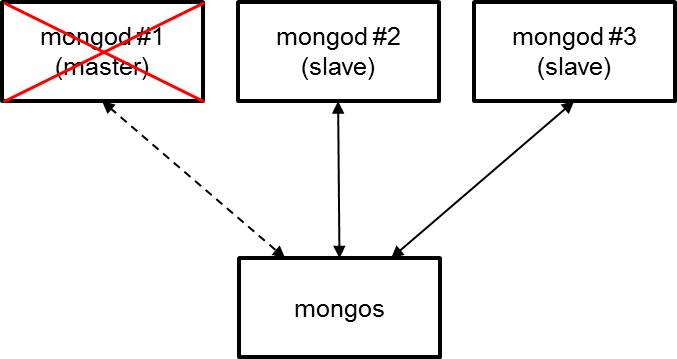 mongod #1
(master)
mongod #2
(slave)
mongod #3
(slave)
mongos